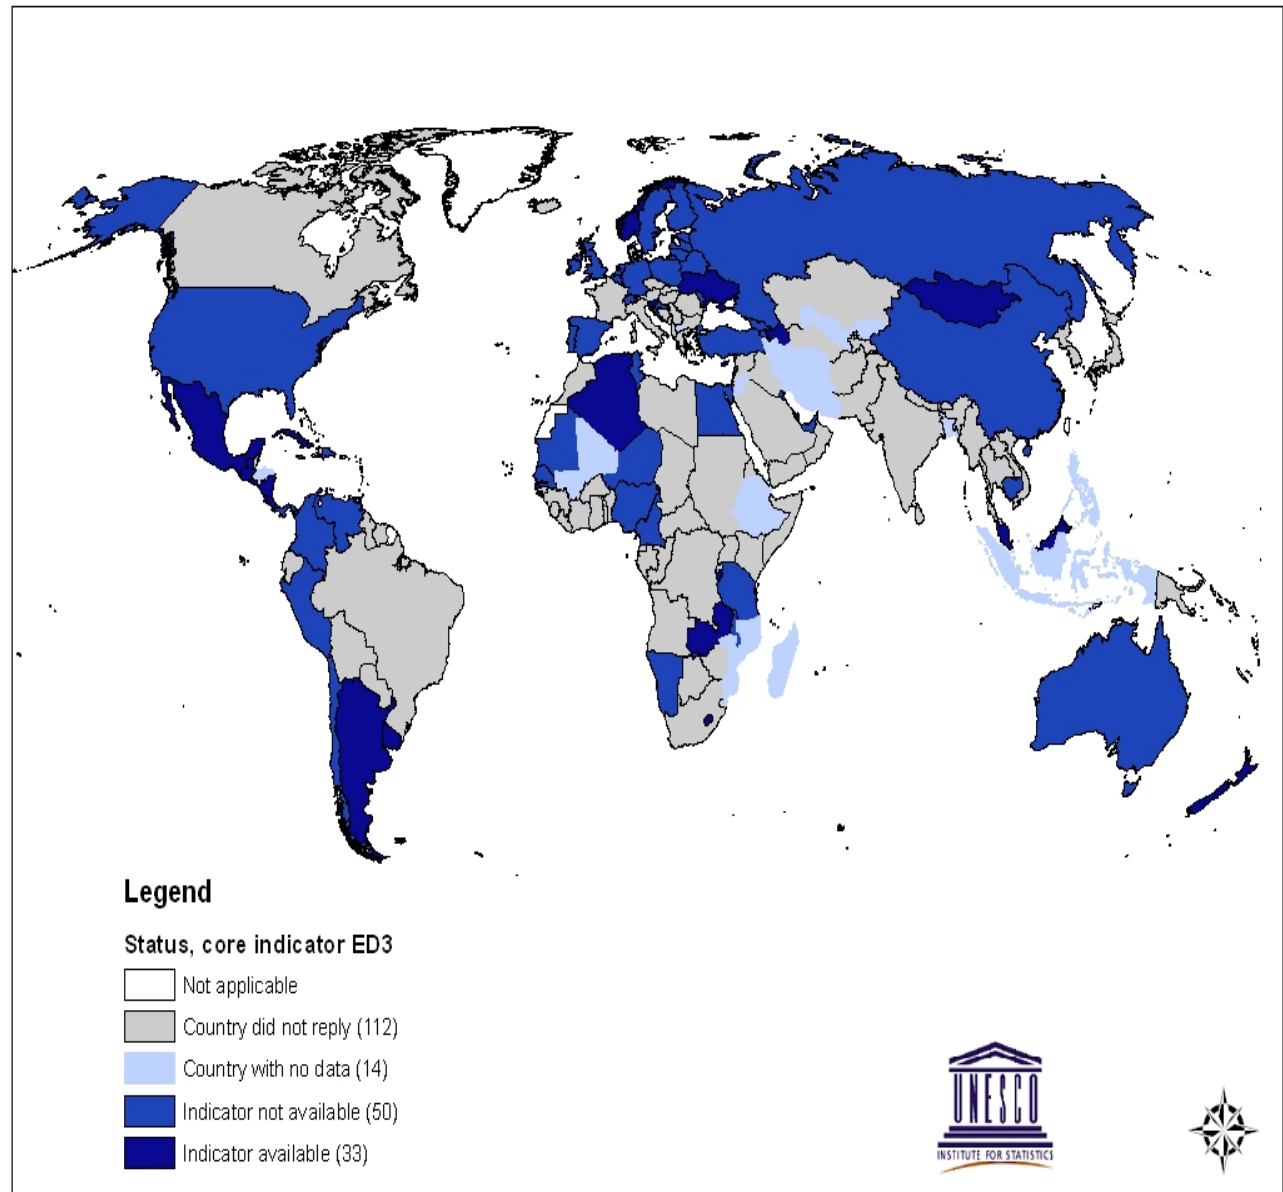 Legend
Status, core indicator ED3
Not applicable
Country did not reply (112)
Country with no data (14)
Indicator not available (50)
Indicator available (33)
UNESCO
INSTITUTE FOR STATISTICS